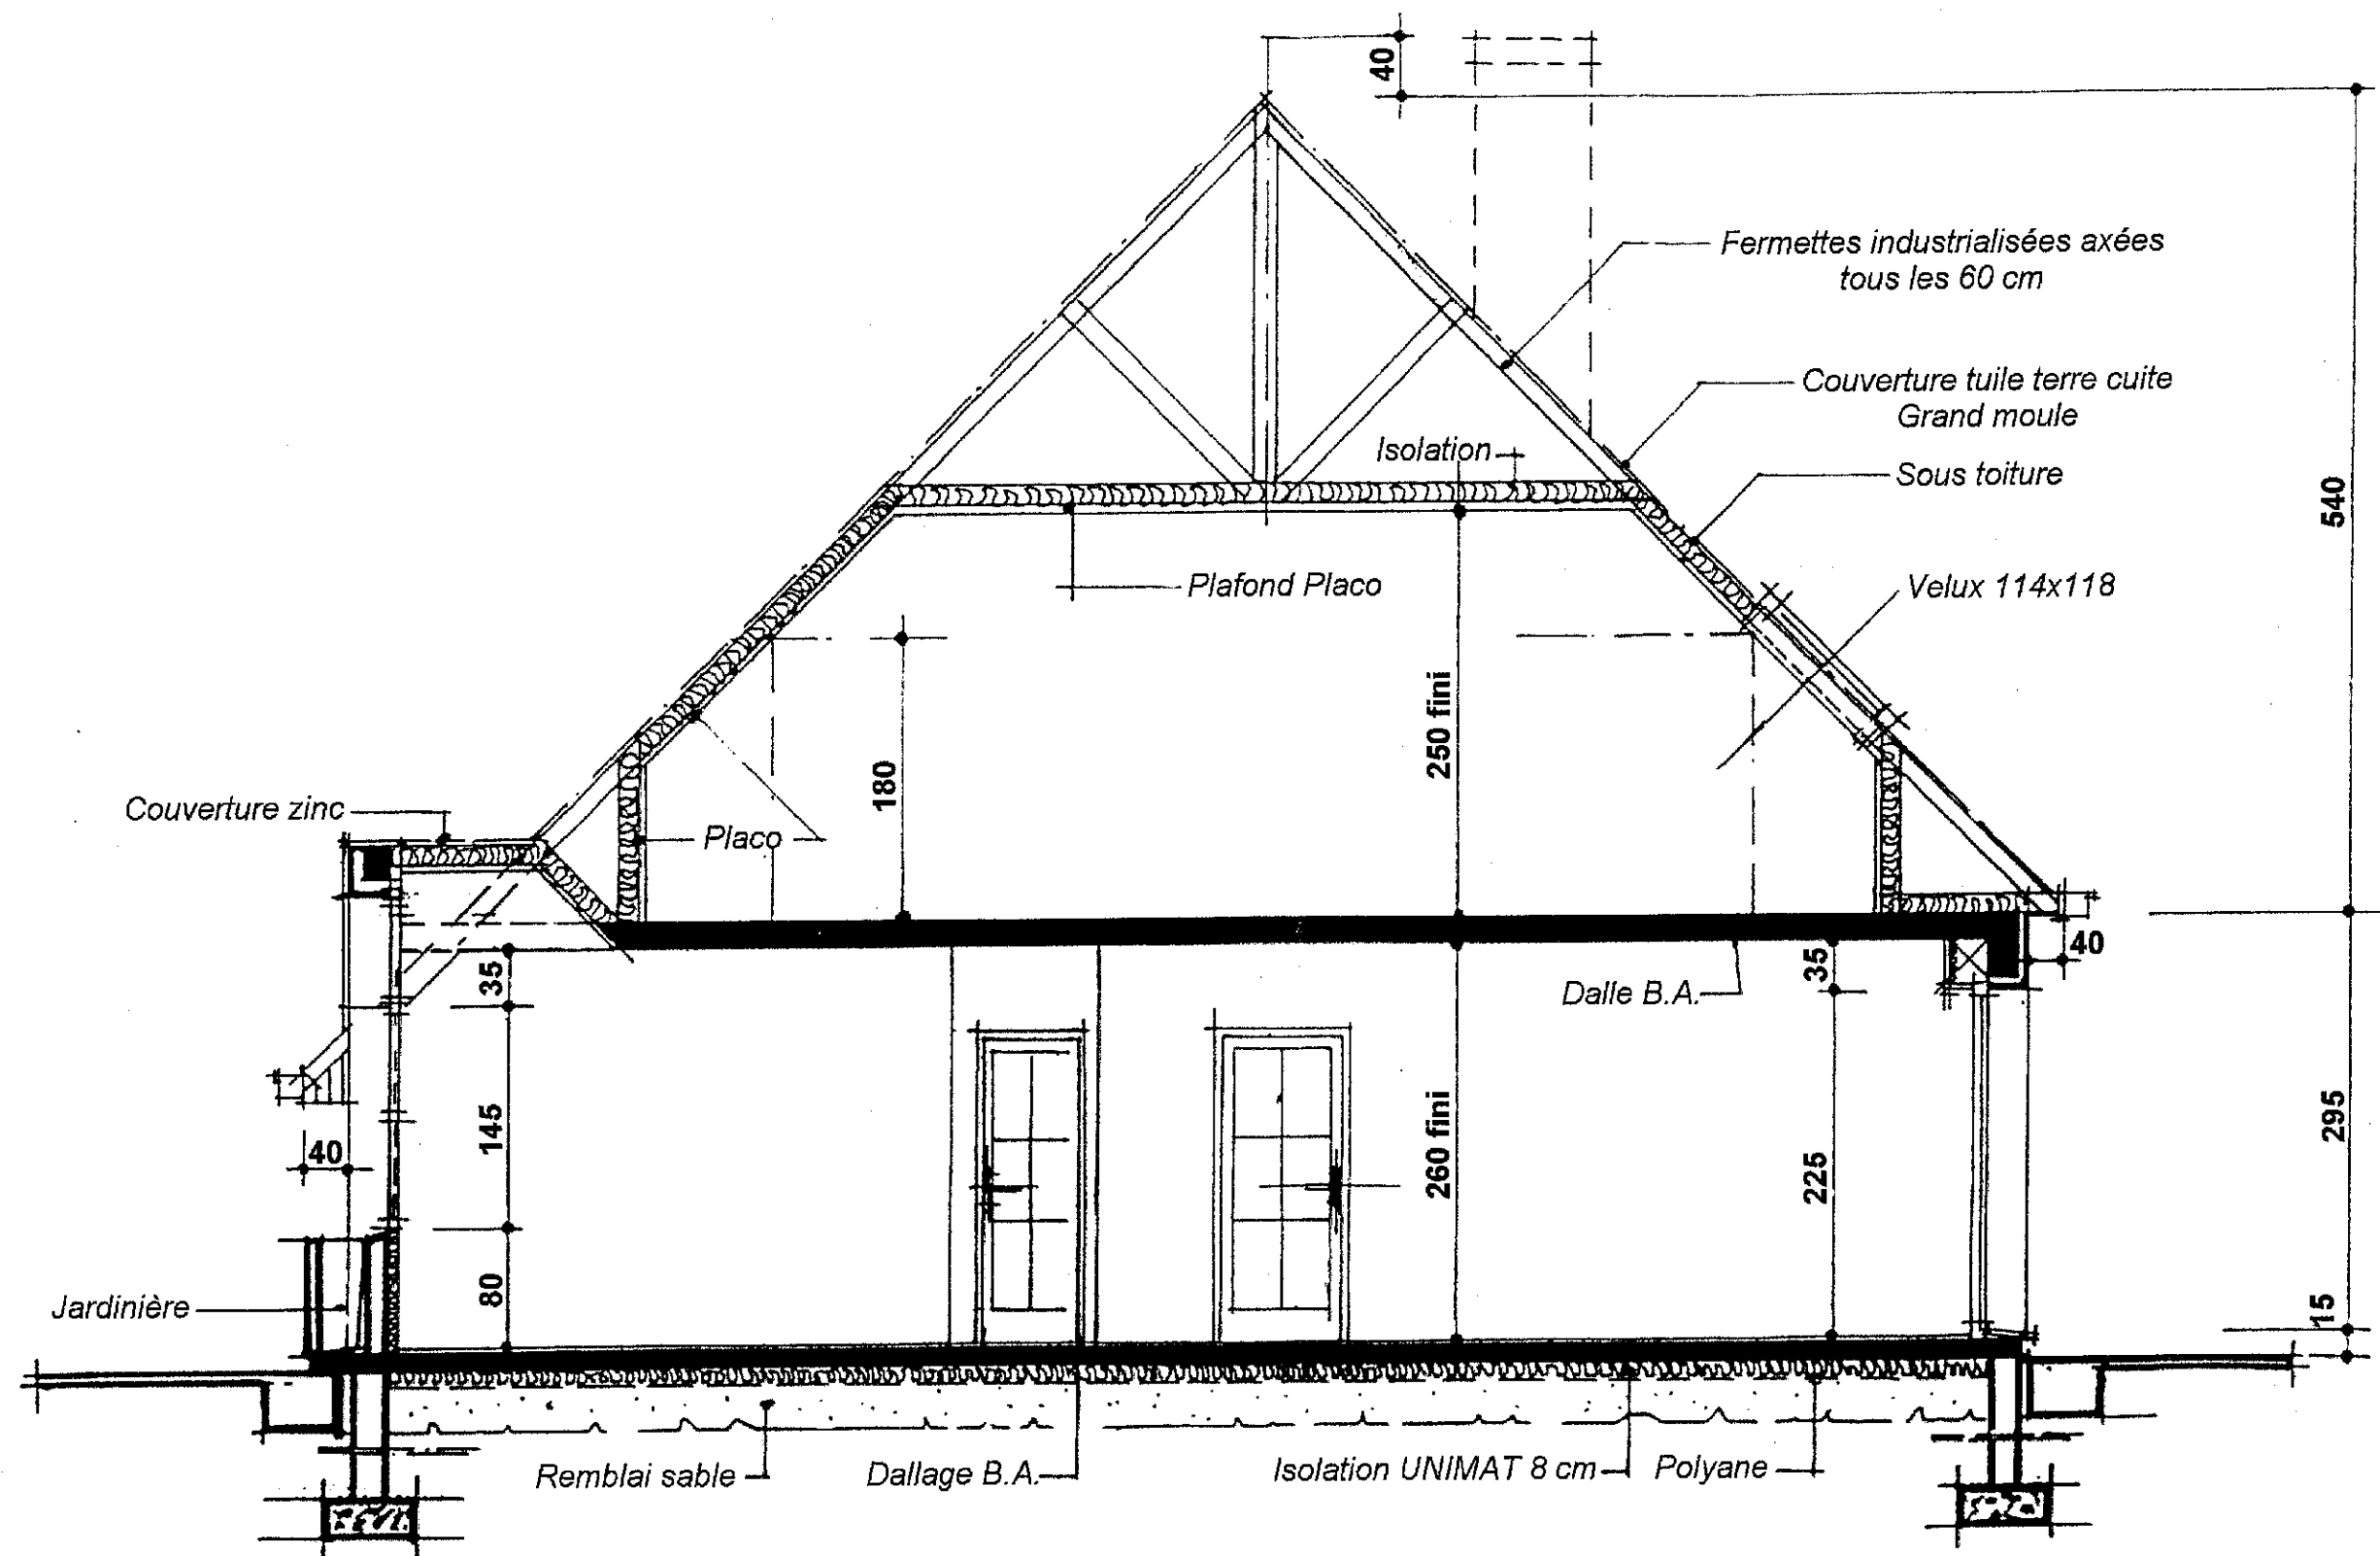 40
Fermettes industrialisées axées
tous les 60 cm
Couverture tuile terre cuite
Grand moule
Isolation
Sous toiture
540
Plafond Placo
Velux 114x118
250 fini
180
Couverture zinc
Placo
40
35
35
Dalle B.A.
145
40
260 fini
225
295
80
Jardinière
15
Remblai sable
Dallage B.A.
Isolation UNIMAT 8 cm
Polyane